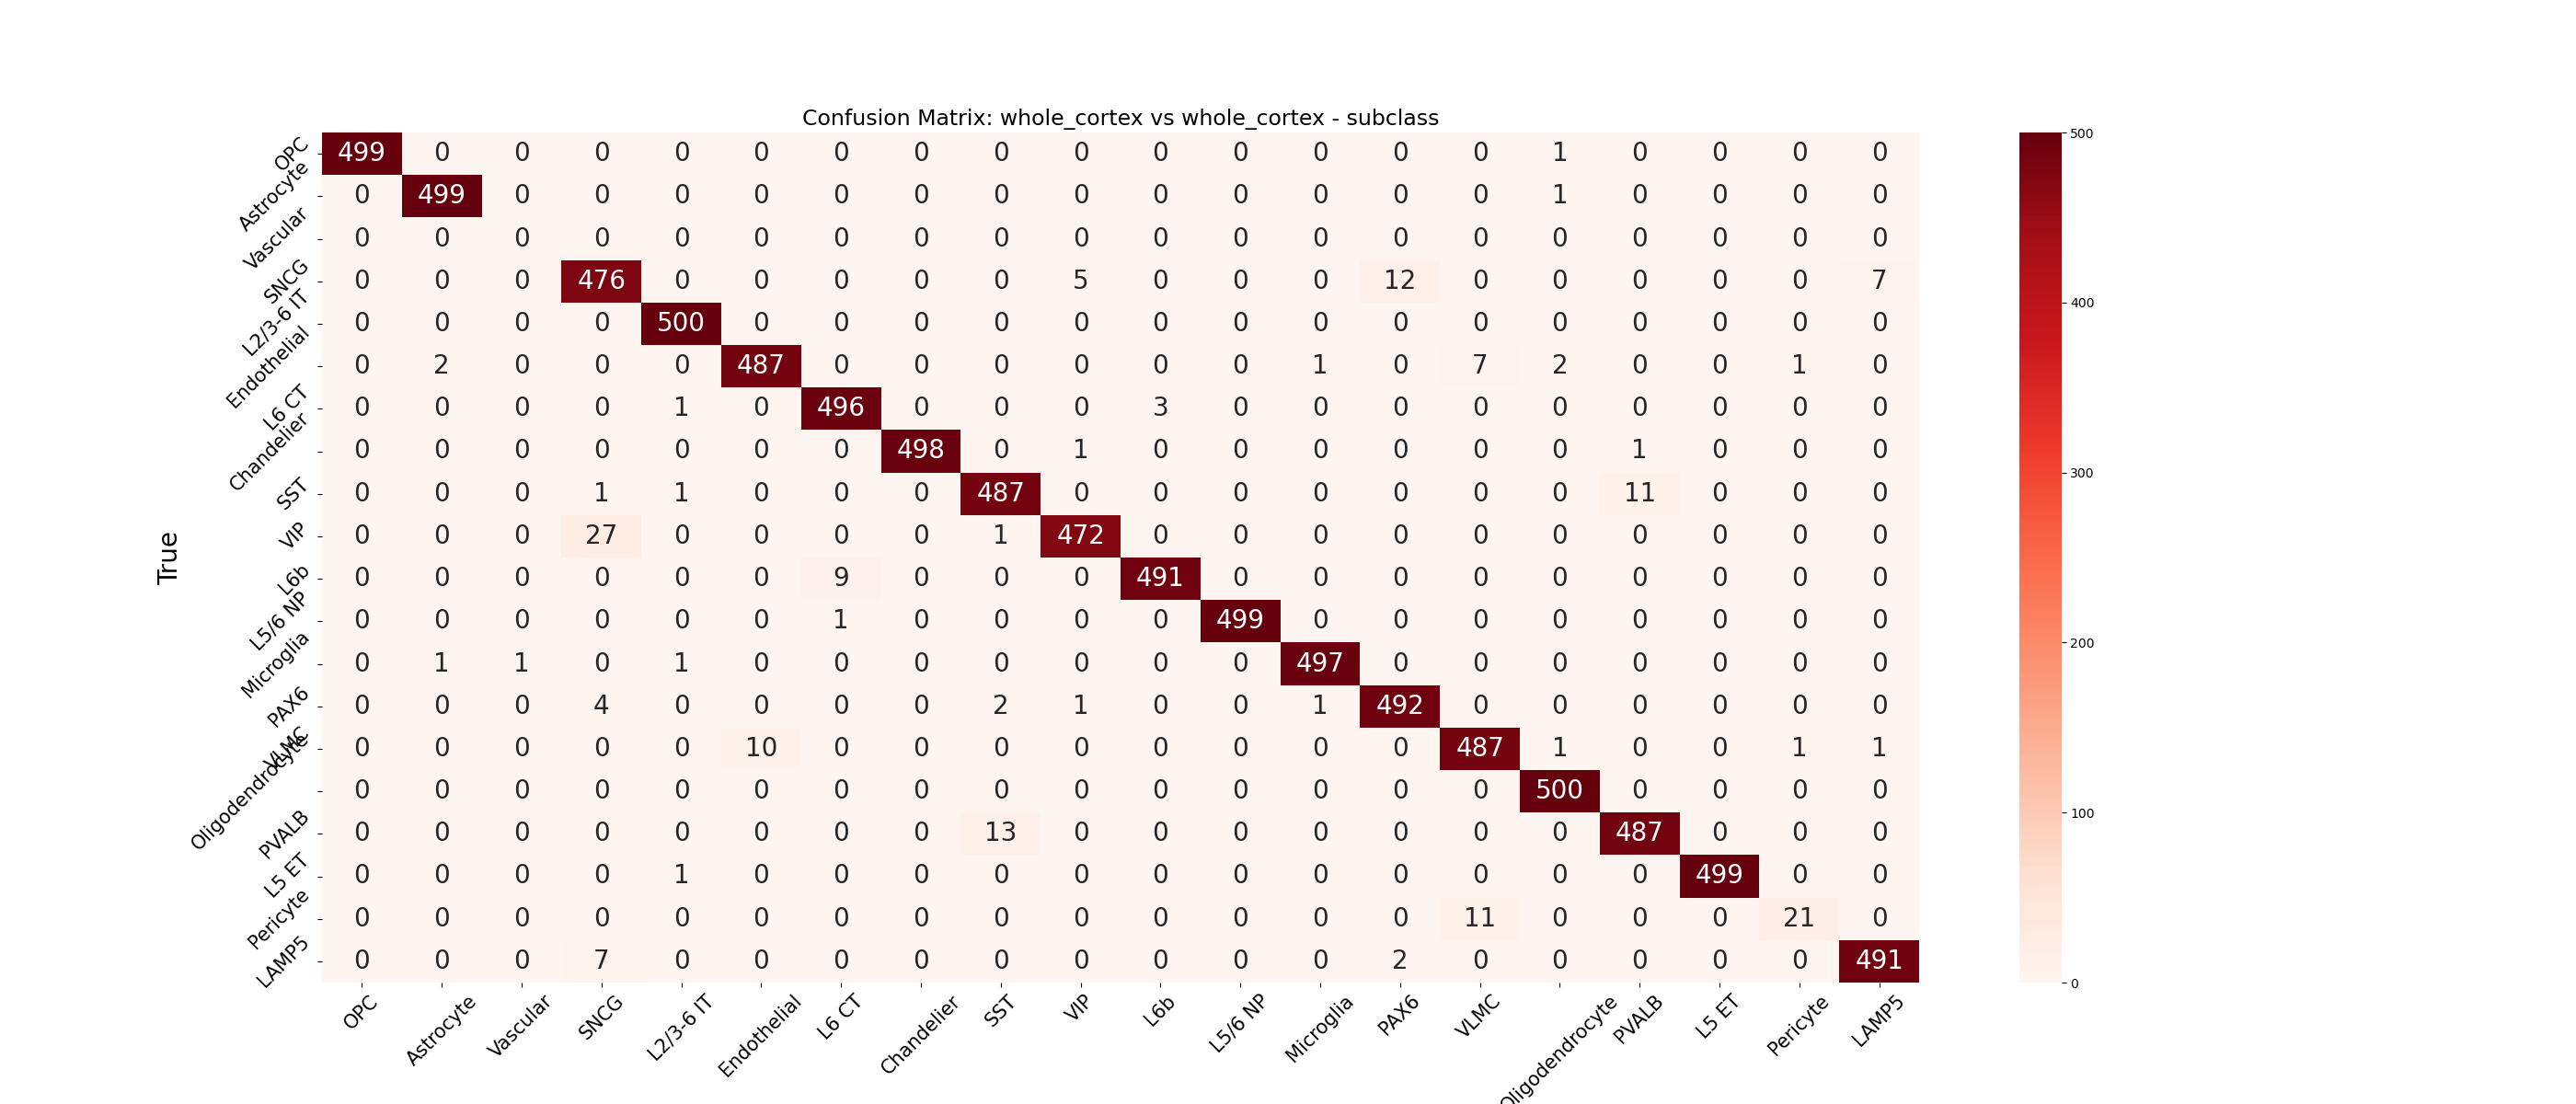 Confusion Matrix: whole_cortex vs whole_cortex - subclass
True
OPC 499 0 0 0 0 0 0 0 0 0 0 0 0 0 0 1 0 0 0 0
Astrocyte 0 499 0 0 0 0 0 0 0 0 0 0 0 0 0 1 0 0 0 0
Vascular 0 0 0 0 0 0 0 0 0 0 0 0 0 0 0 0 0 0 0 0
SNCG 0 0 0 476 0 0 0 0 0 5 0 0 0 12 0 0 0 0 0 7
L2/3-6 IT 0 0 0 0 500 0 0 0 0 0 0 0 0 0 0 0 0 0 0 0
Endothelial 0 2 0 0 0 487 0 0 0 0 0 0 1 0 7 2 0 0 1 0
L6 CT 0 0 0 0 1 0 496 0 0 0 3 0 0 0 0 0 0 0 0 0
Chandelier 0 0 0 0 0 0 0 498 0 1 0 0 0 0 0 0 1 0 0 0
SST 0 0 0 1 1 0 0 0 487 0 0 0 0 0 0 0 11 0 0 0
VIP 0 0 0 27 0 0 0 0 1 472 0 0 0 0 0 0 0 0 0 0
L6b 0 0 0 0 0 0 9 0 0 0 491 0 0 0 0 0 0 0 0 0
L5/6 NP 0 0 0 0 0 0 1 0 0 0 0 499 0 0 0 0 0 0 0 0
Microglia 0 1 1 0 1 0 0 0 0 0 0 0 497 0 0 0 0 0 0 0
PAX6 0 0 0 4 0 0 0 0 2 1 0 0 1 492 0 0 0 0 0 0
VLMC 0 0 0 0 0 10 0 0 0 0 0 0 0 0 487 1 0 0 1 1
Oligodendrocyte 0 0 0 0 0 0 0 0 0 0 0 0 0 0 0 500 0 0 0 0
PVALB 0 0 0 0 0 0 0 0 13 0 0 0 0 0 0 0 487 0 0 0
L5 ET 0 0 0 0 1 0 0 0 0 0 0 0 0 0 0 0 0 499 0 0
Pericyte 0 0 0 0 0 0 0 0 0 0 0 0 0 0 11 0 0 0 21 0
LAMP5 0 0 0 7 0 0 0 0 0 0 0 0 0 2 0 0 0 0 0 491
OPC Astrocyte Vascular SNCG L2/3-6 IT Endothelial L6 CT Chandelier SST VIP L6b L5/6 NP Microglia PAX6 VLMC Oligodendrocyte PVALB L5 ET Pericyte LAMP5
500
400
300
200
100
0